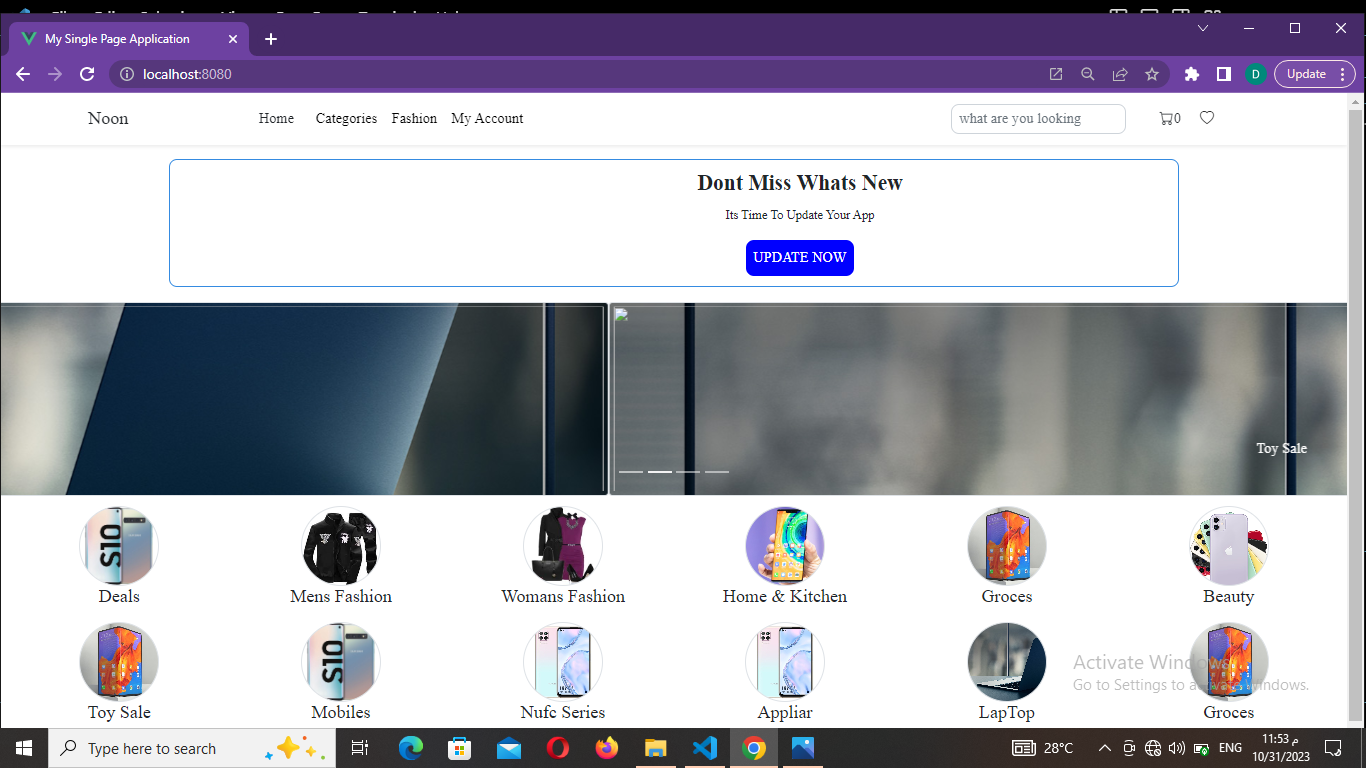 My Single Page Application
localhost:8080
D
Update
Noon
Home Categories Fashion My Account
what are you looking
0
Dont Miss Whats New
Its Time To Update Your App
UPDATE NOW
Toy Sale
S10
Deals Mens Fashion Womans Fashion Home & Kitchen Groces Beauty
S10
Toy Sale Mobiles Nufc Series Appliar LapTop Groces
Activate Windows
Go to Settings to activate Windows.
Type here to search
28°C
ENG
11:53 م
10/31/2023